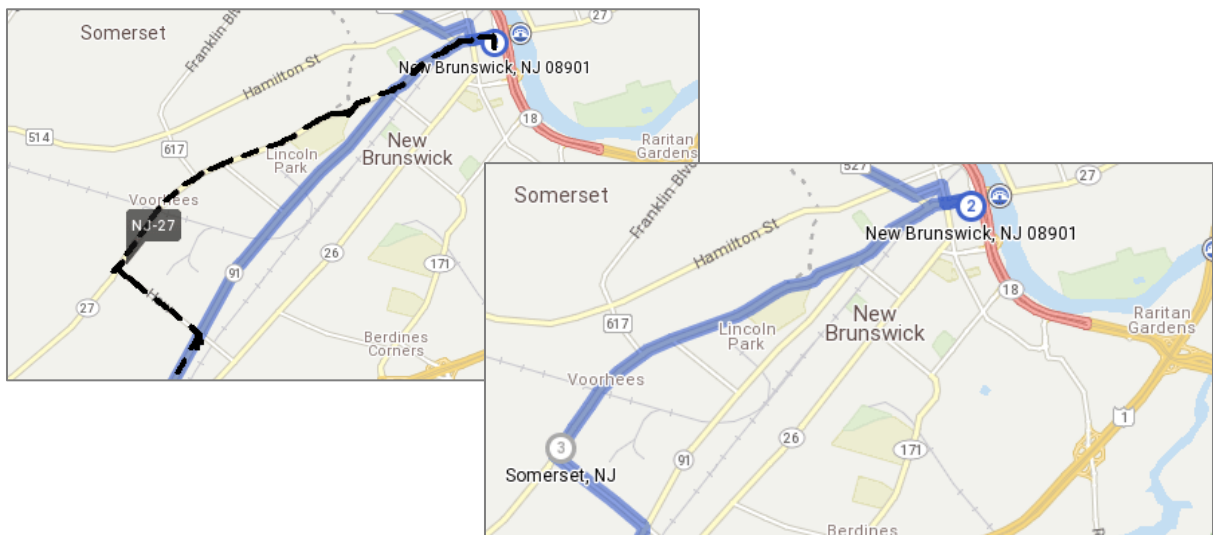 Somerset
Franklin Blv
27
New Brunswick, NJ 08901
Hamilton St
514
617
18
New
Brunswick
Raritan
Gardens
Lincoln
Park
Voorhees
NJ-27
91
26
171
27
Berdines
Corners
527
Somerset
Franklin Blv
2
27
New Brunswick, NJ 08901
Hamilton St
18
617
New
Brunswick
Raritan
Gardens
Lincoln
Park
Voorhees
1
3
26
171
91
Somerset, NJ
Berdines